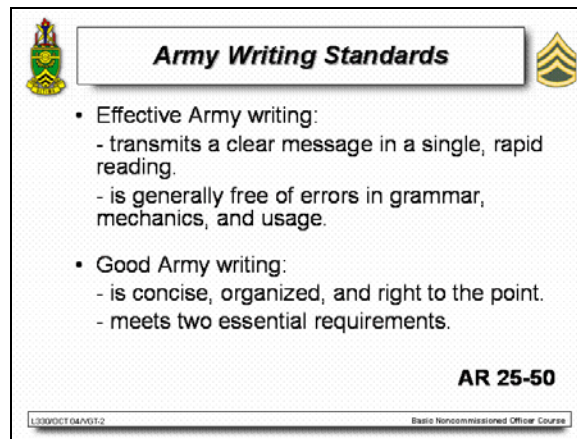 Army Writing Standards
• Effective Army writing:
- transmits a clear message in a single, rapid
reading.
- is generally free of errors in grammar,
mechanics, and usage.
• Good Army writing:
- is concise, organized, and right to the point.
- meets two essential requirements.
AR 25-50
L330/OCT 04/VGT-2
Basic Noncommissioned Officer Course